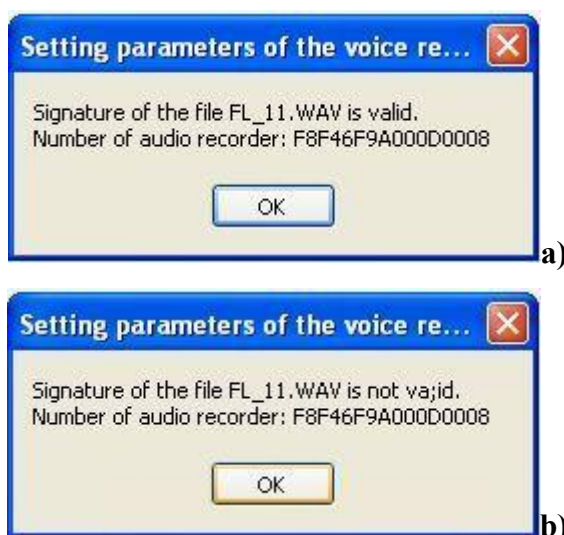 Setting parameters of the voice re...
Signature of the file FL_11.WAV is valid.
Number of audio recorder: F8F46F9A000D0008
OK
a)
Setting parameters of the voice re...
Signature of the file FL_11.WAV is not va;id.
Number of audio recorder: F8F46F9A000D0008
OK
b)